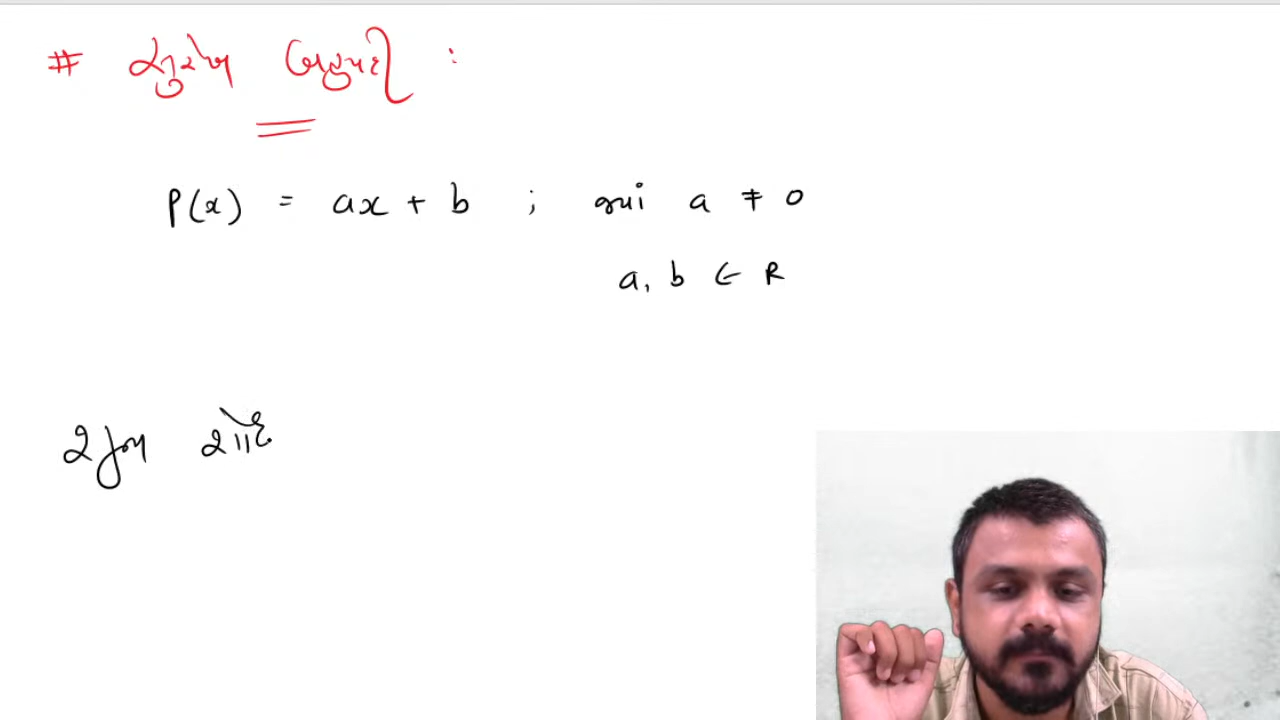 # સુરેખ બહુપદી :
P(x) = ax + b ; જ્યાં a ≠ 0
a, b ∈ R